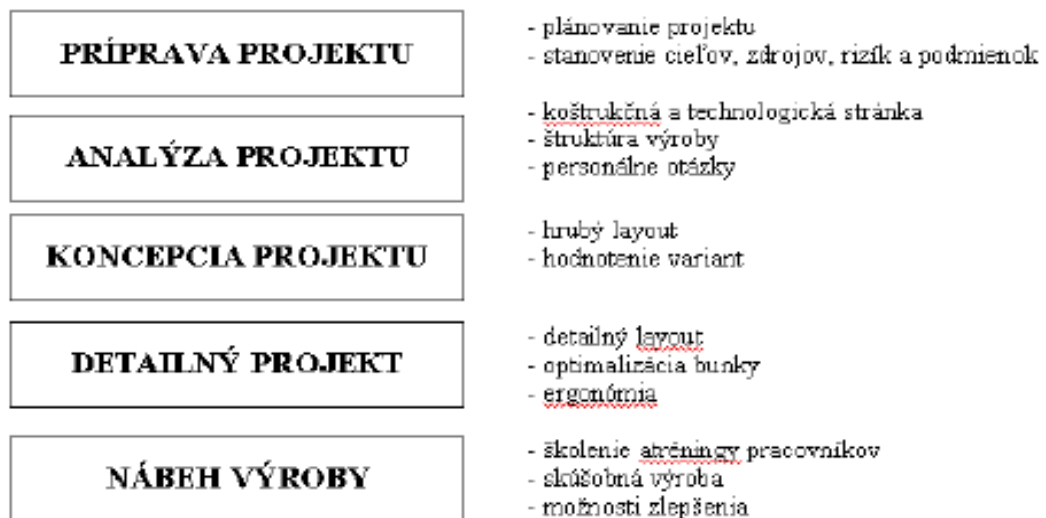 PRÍPRAVA PROJEKTU
- plánovanie projektu
- stanovenie cieľov, zdrojov, rizík a podmienok
ANALÝZA PROJEKTU
- koštrukčná a technologická stránka
- štruktúra výroby
- personálne otázky
KONCEPCIA PROJEKTU
- hrubý layout
- hodnotenie variant
DETAILNÝ PROJEKT
- detailný layout
- optimalizácia bunky
- ergonómia
NÁBEH VÝROBY
- školenie atréningy pracovníkov
- skúšobná výroba
- možnosti zlepšenia